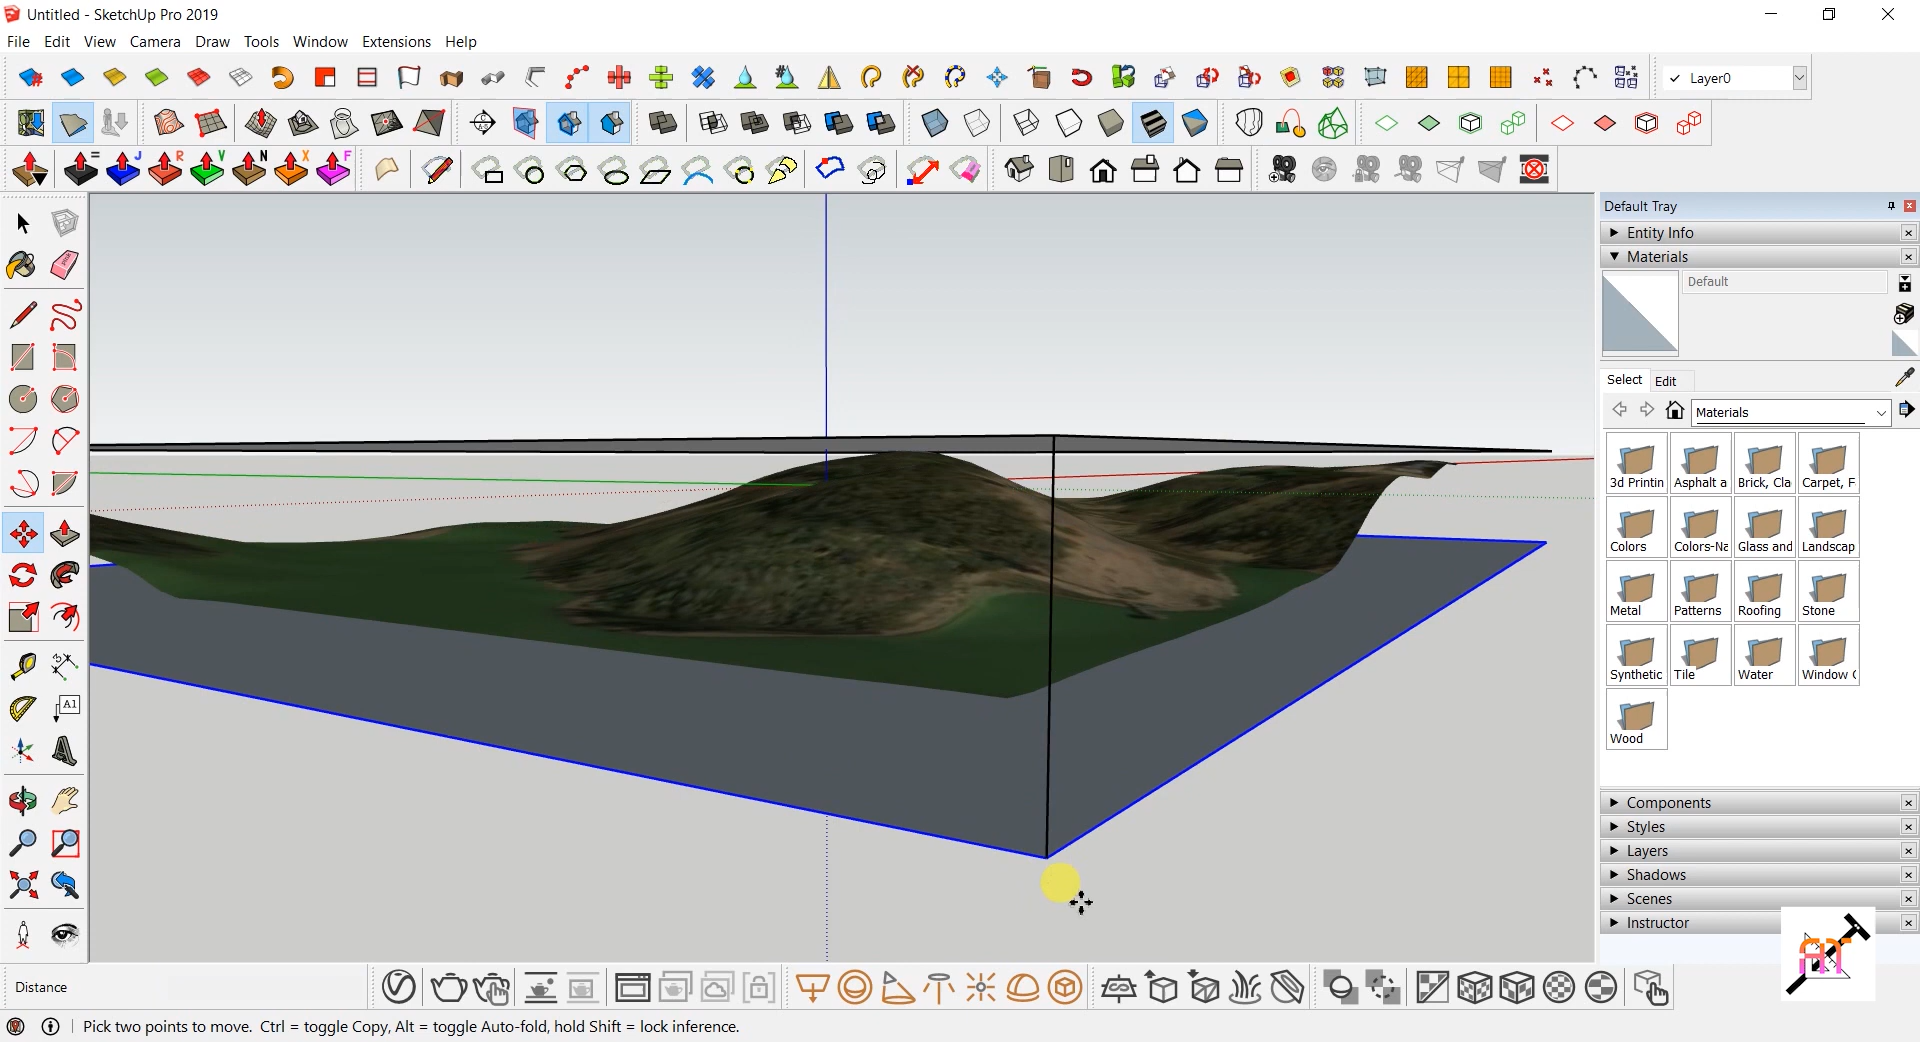 Untitled - SketchUp Pro 2019
File Edit View Camera Draw Tools Window Extensions Help
Layer0
= J R V N X F
Default Tray
Entity Info
Materials
Default
Select Edit
Materials
3d Printin Asphalt a Brick, Cla Carpet, F
Colors Colors-Na Glass and Landscap
Metal Patterns Roofing Stone
Synthetic Tile Water Window (
Wood
A1
Components
Styles
Layers
Shadows
Scenes
Instructor
Distance
Pick two points to move. Ctrl = toggle Copy, Alt = toggle Auto-fold, hold Shift = lock inference.